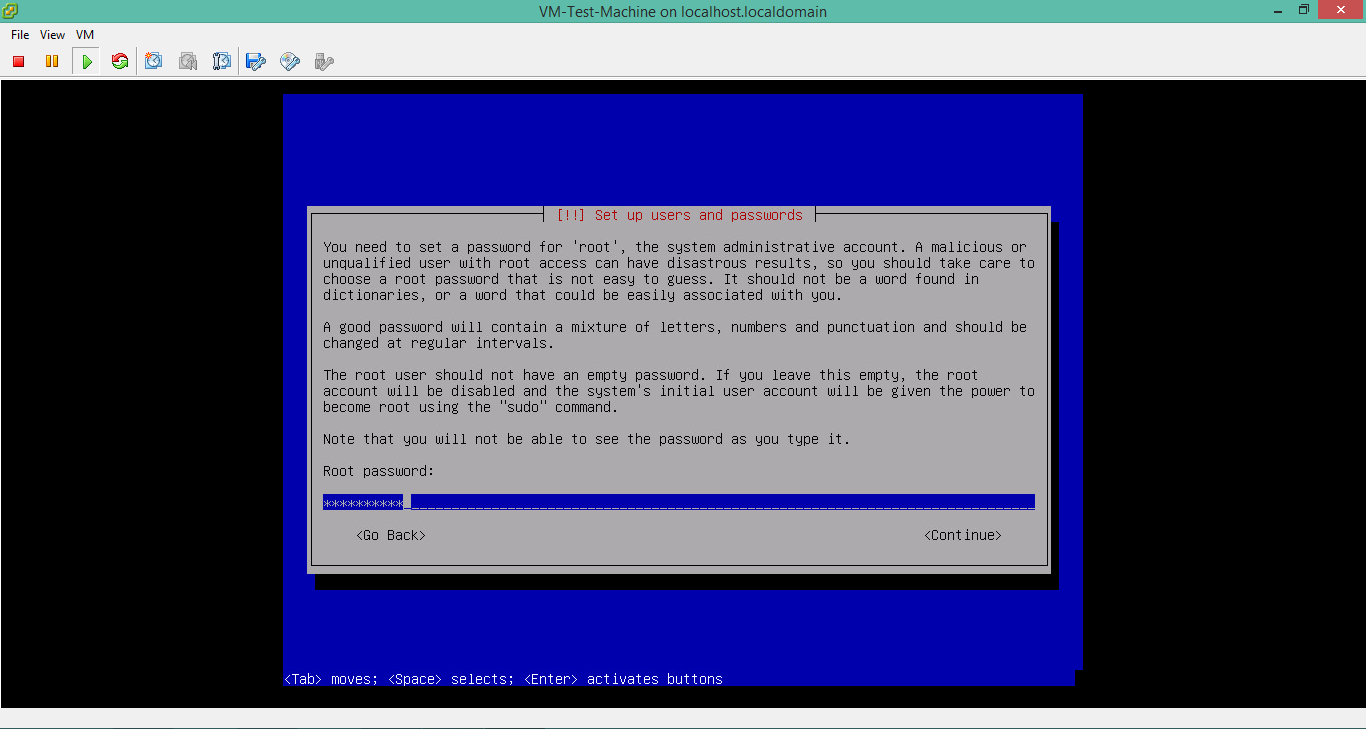 VM-Test-Machine on localhost.localdomain
File View VM
[!!] Set up users and passwords
You need to set a password for 'root', the system administrative account. A malicious or
unqualified user with root access can have disastrous results, so you should take care to
choose a root password that is not easy to guess. It should not be a word found in
dictionaries, or a word that could be easily associated with you.
A good password will contain a mixture of letters, numbers and punctuation and should be
changed at regular intervals.
The root user should not have an empty password. If you leave this empty, the root
account will be disabled and the system's initial user account will be given the power to
become root using the "sudo" command.
Note that you will not be able to see the password as you type it.
Root password:
**********
<Go Back> <Continue>
<Tab> moves; <Space> selects; <Enter> activates buttons